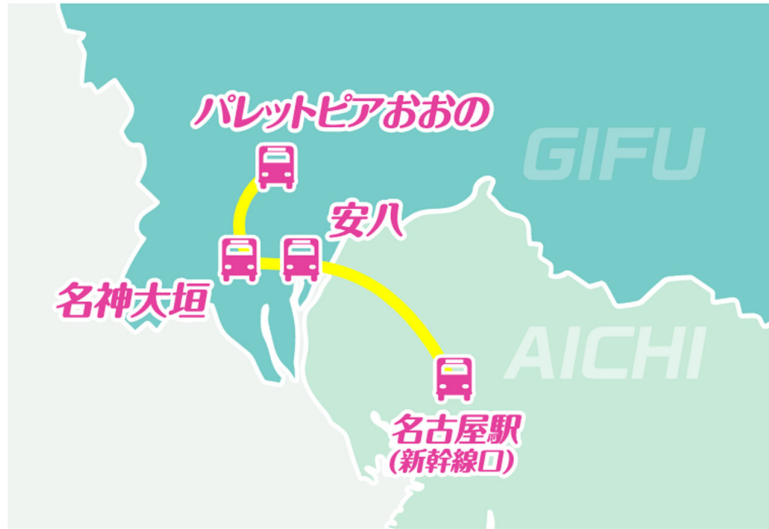 パレットピアおおの
GIFU
安八
名神大垣
AICHI
名古屋駅
(新幹線口)